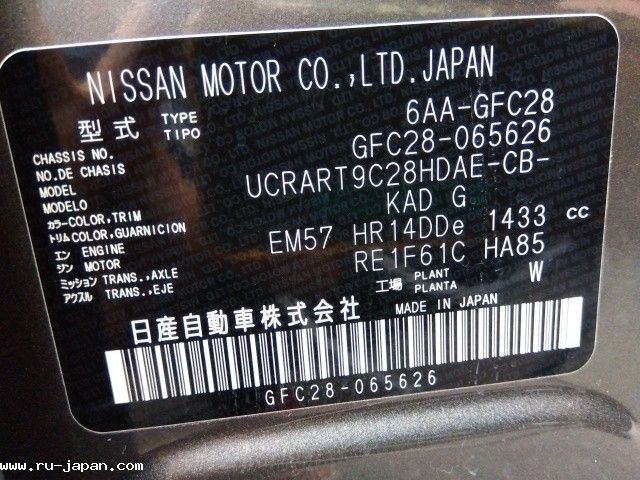 NISSAN MOTOR CO.,LTD.JAPAN
型式 TYPE TIPO 6AA-GFC28
CHASSIS NO. NO.DE CHASIS GFC28-065626
MODEL MODELO UCRART9C28HDAE-CB-
カラー COLOR,TRIM トリム COLOR,GUARNICION KAD G
エン ENGINE ジン MOTOR EM57 HR14DDe 1433 CC
ミッション TRANS.,AXLE アクスル TRANS.,EJE RE1F61C HA85
工場 PLANT PLANTA W
日産自動車株式会社 MADE IN JAPAN
GFC28-065626
www.ru-japan.com